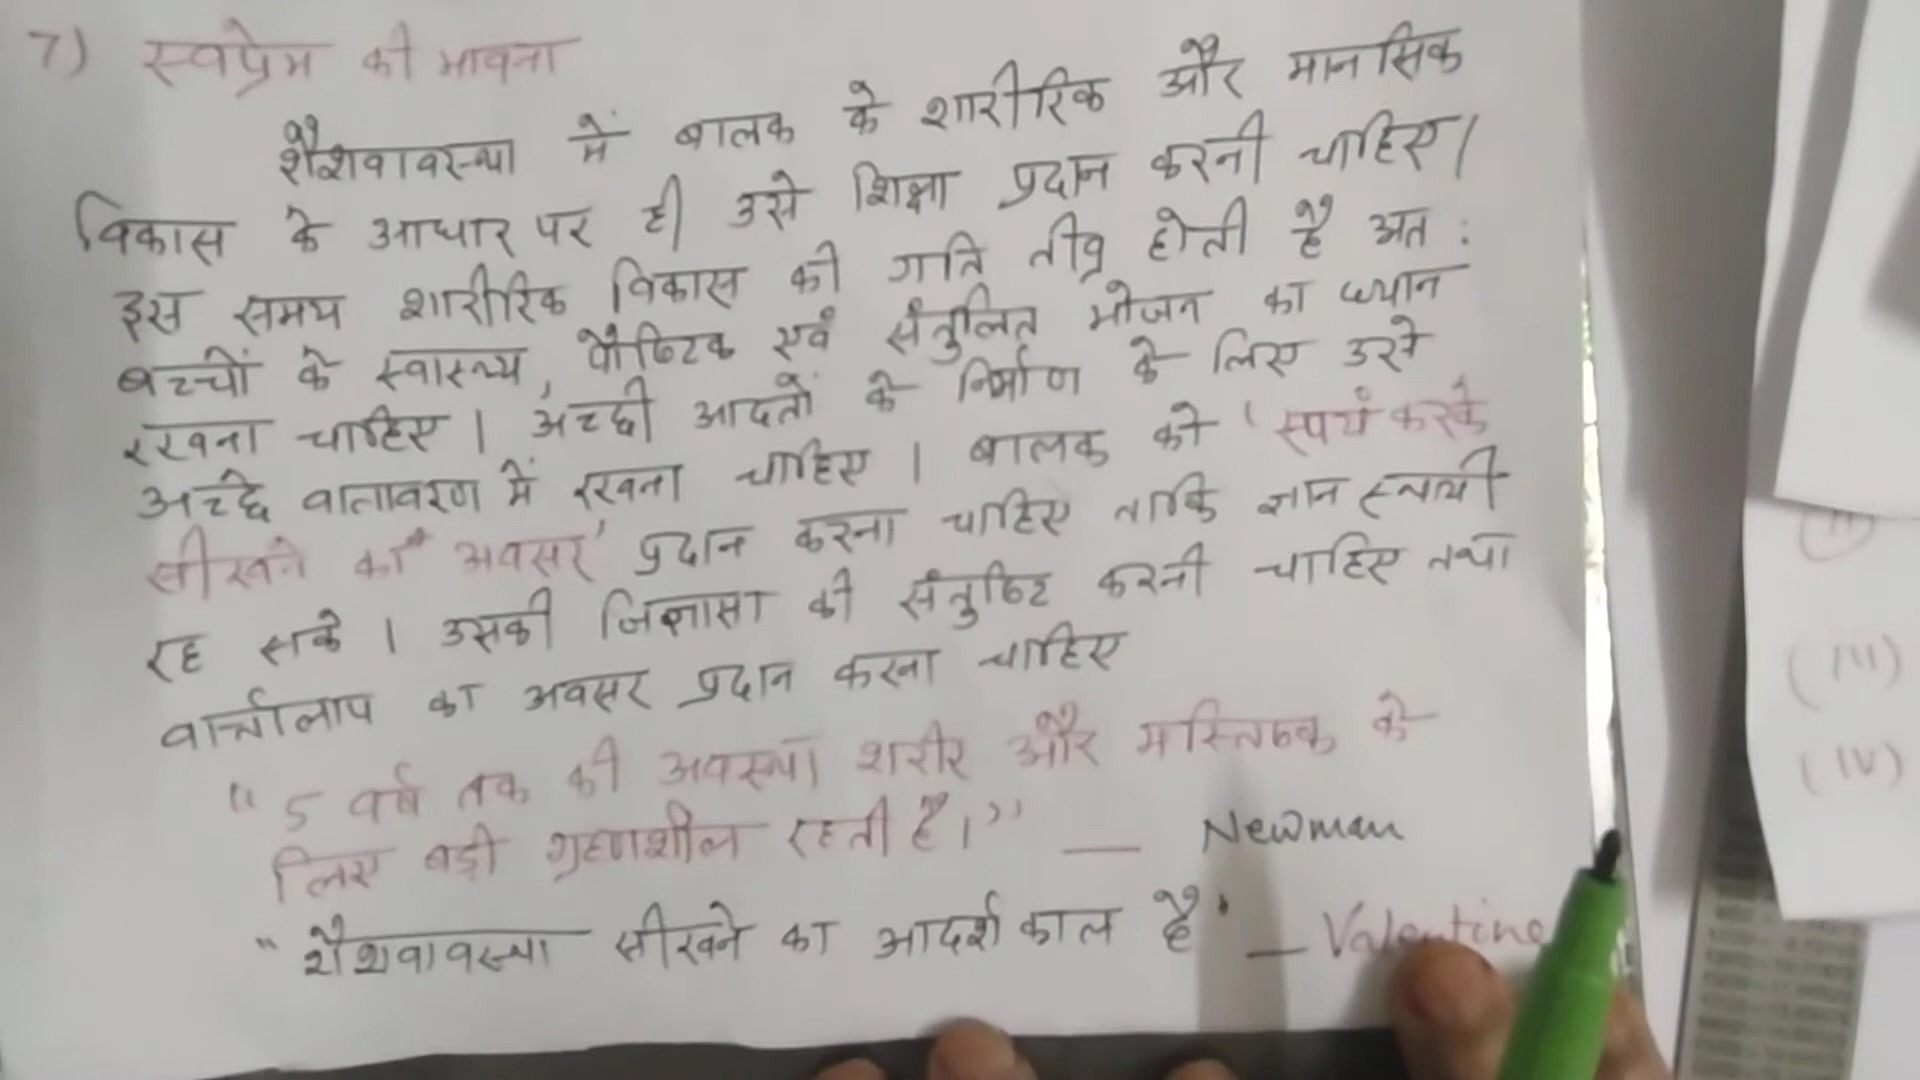 7) स्वप्रेम की भावना
शैशवावस्था में बालक के शारीरिक और मानसिक
विकास के आधार पर ही उसे शिक्षा प्रदान करनी चाहिए।
इस समय शारीरिक विकास की गति तीव्र होती है अत:
बच्चों के स्वास्थ्य, पौष्टिक एवं संतुलित भोजन का ध्यान
रखना चाहिए। अच्छी आदतों के निर्माण के लिए उसे
अच्छे वातावरण में रखना चाहिए। बालक को 'स्वयं करके
सीखने का अवसर' प्रदान करना चाहिए ताकि ज्ञान स्थायी
रह सके। उसकी जिज्ञासा की संतुष्टि करनी चाहिए तथा
वार्त्तालाप का अवसर प्रदान करना चाहिए
"5 वर्ष तक की अवस्था शरीर और मस्तिष्क के
लिए बड़ी ग्रहणशील रहती है।" — Newman
"शैशवावस्था सीखने का आदर्श काल है" — Valentine
(III)
(IV)